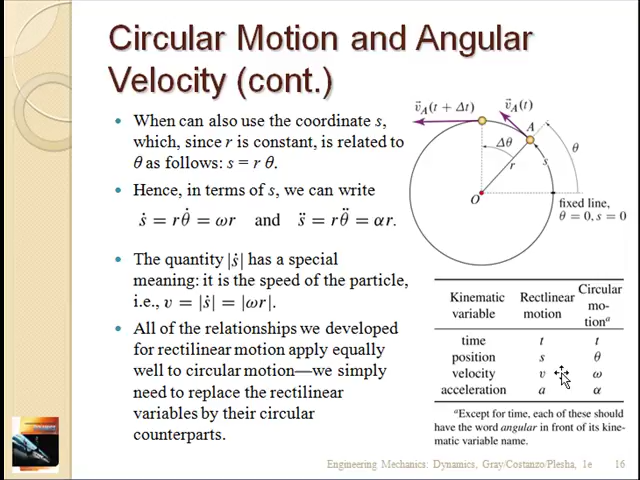 Circular Motion and Angular
Velocity (cont.)
When can also use the coordinate s,
which, since r is constant, is related to
θ as follows: s = r θ.
Hence, in terms of s, we can write
ṡ = rθ̇ = ωr and s̈ = rθ̈ = αr.
The quantity |ṡ| has a special
meaning: it is the speed of the particle,
i.e., v = |ṡ| = |ωr|.
All of the relationships we developed
for rectilinear motion apply equally
well to circular motion—we simply
need to replace the rectilinear
variables by their circular
counterparts.
v⃗A(t + Δt)
v⃗A(t)
A
Δθ
θ
r
s
O
fixed line,
θ = 0, s = 0
Kinematic variable Rectlinear motion Circular mo-tionᵃ
time t t
position s θ
velocity v ω
acceleration a α
ᵃExcept for time, each of these should
have the word angular in front of its kine-
matic variable name.
Engineering Mechanics: Dynamics, Gray/Costanzo/Plesha, 1e 16